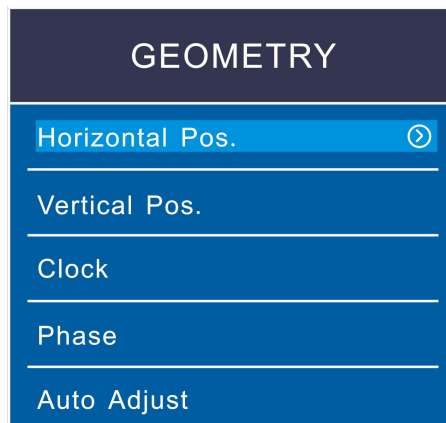 GEOMETRY
Horizontal Pos.
Vertical Pos.
Clock
Phase
Auto Adjust